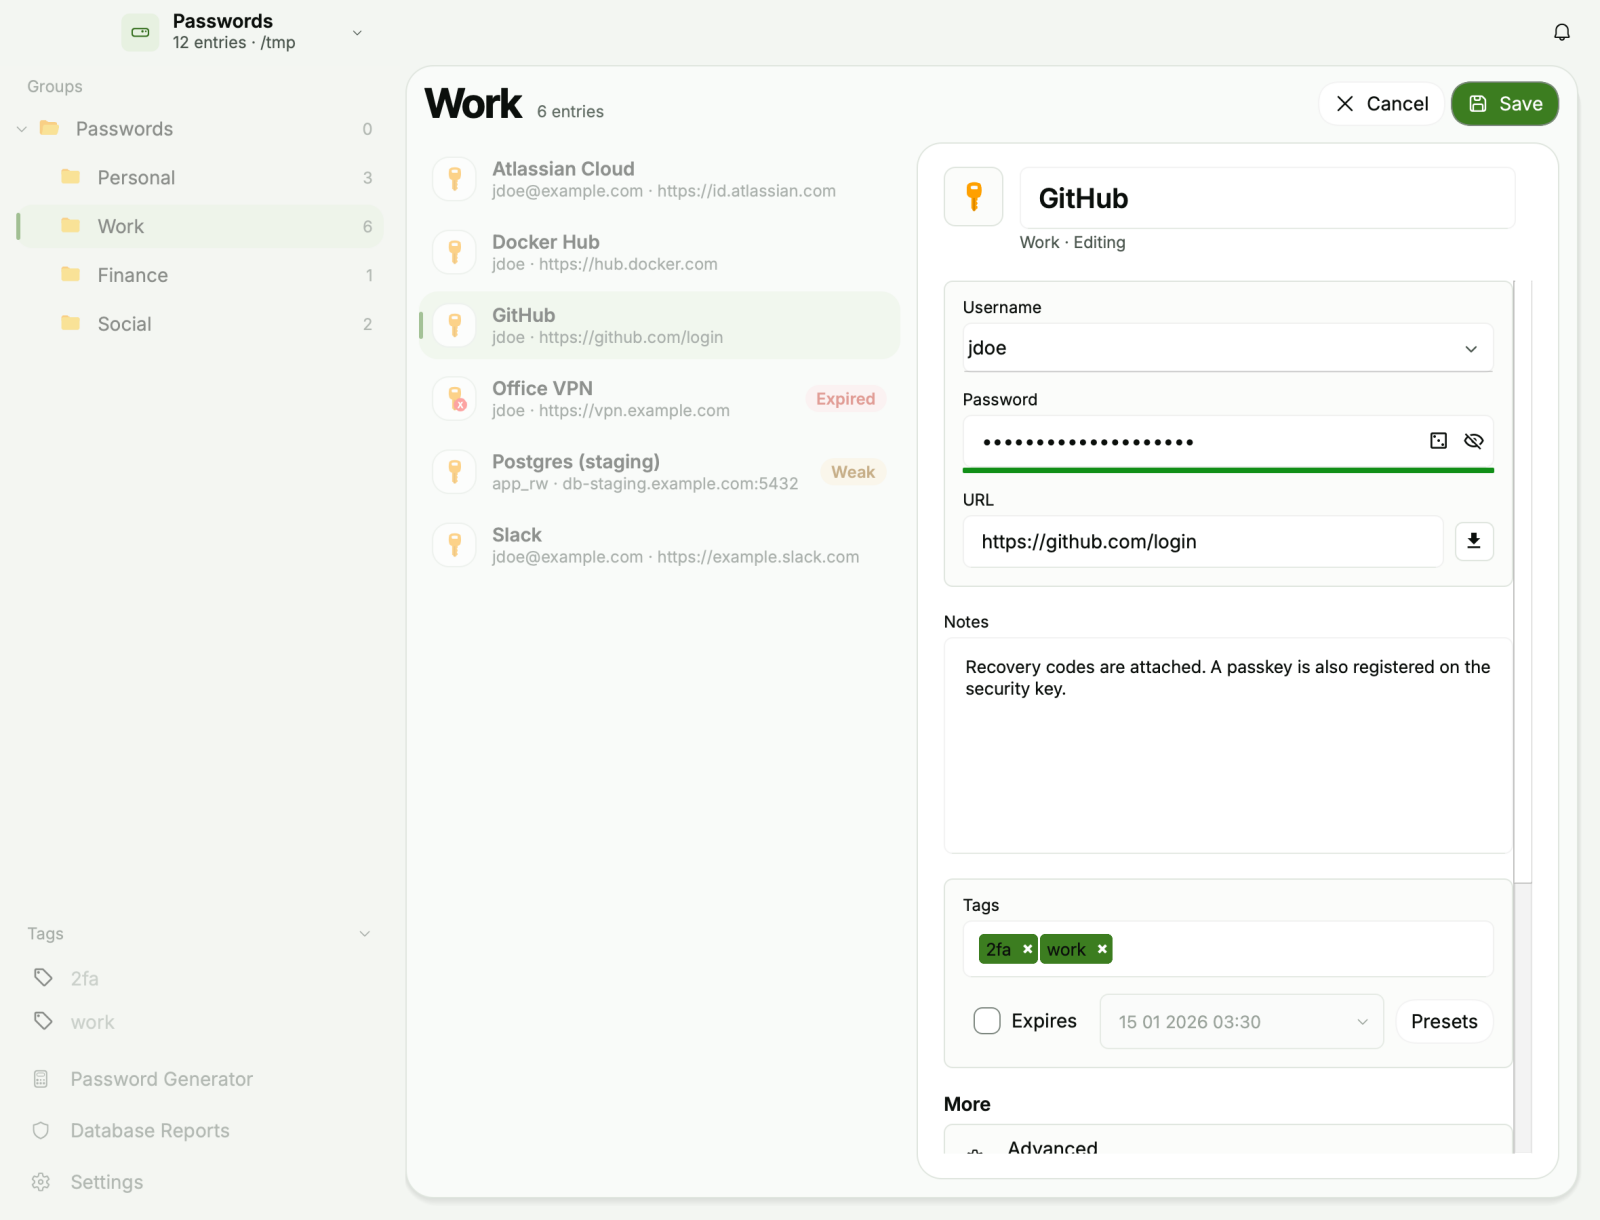 Passwords
12 entries · /tmp
Groups
Passwords 0
Personal 3
Work 6
Finance 1
Social 2
Tags
2fa
work
Password Generator
Database Reports
Settings
Work 6 entries
Cancel
Save
Atlassian Cloud
jdoe@example.com · https://id.atlassian.com
Docker Hub
jdoe · https://hub.docker.com
GitHub
jdoe · https://github.com/login
Office VPN
jdoe · https://vpn.example.com
Expired
Postgres (staging)
app_rw · db-staging.example.com:5432
Weak
Slack
jdoe@example.com · https://example.slack.com
GitHub
Work · Editing
Username
jdoe
Password
••••••••••••••••••••
URL
https://github.com/login
Notes
Recovery codes are attached. A passkey is also registered on the
security key.
Tags
2fa × work ×
Expires 15 01 2026 03:30 Presets
More
Advanced